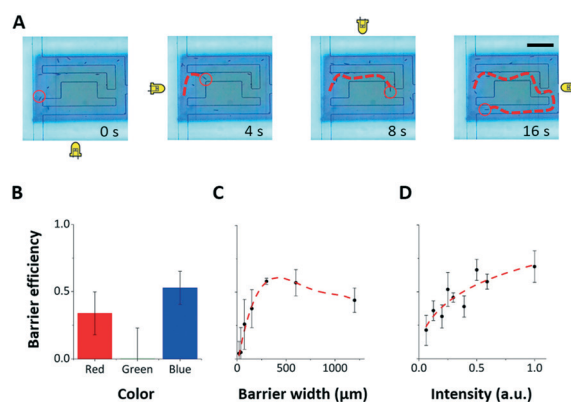 A
0 s
4 s
8 s
16 s
B
C
D
Barrier efficiency
1.0
0.5
0.0
Red
Green
Blue
Color
0
500
1000
Barrier width (μm)
0.0
0.5
1.0
Intensity (a.u.)